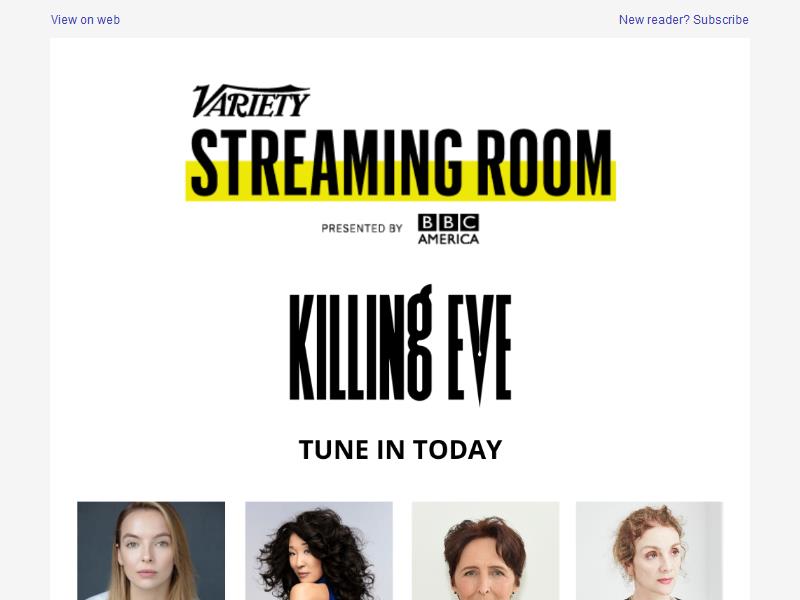 View on web
New reader? Subscribe
VARIETY
STREAMING ROOM
PRESENTED BY BBC
AMERICA
KILLINg EVE
TUNE IN TODAY